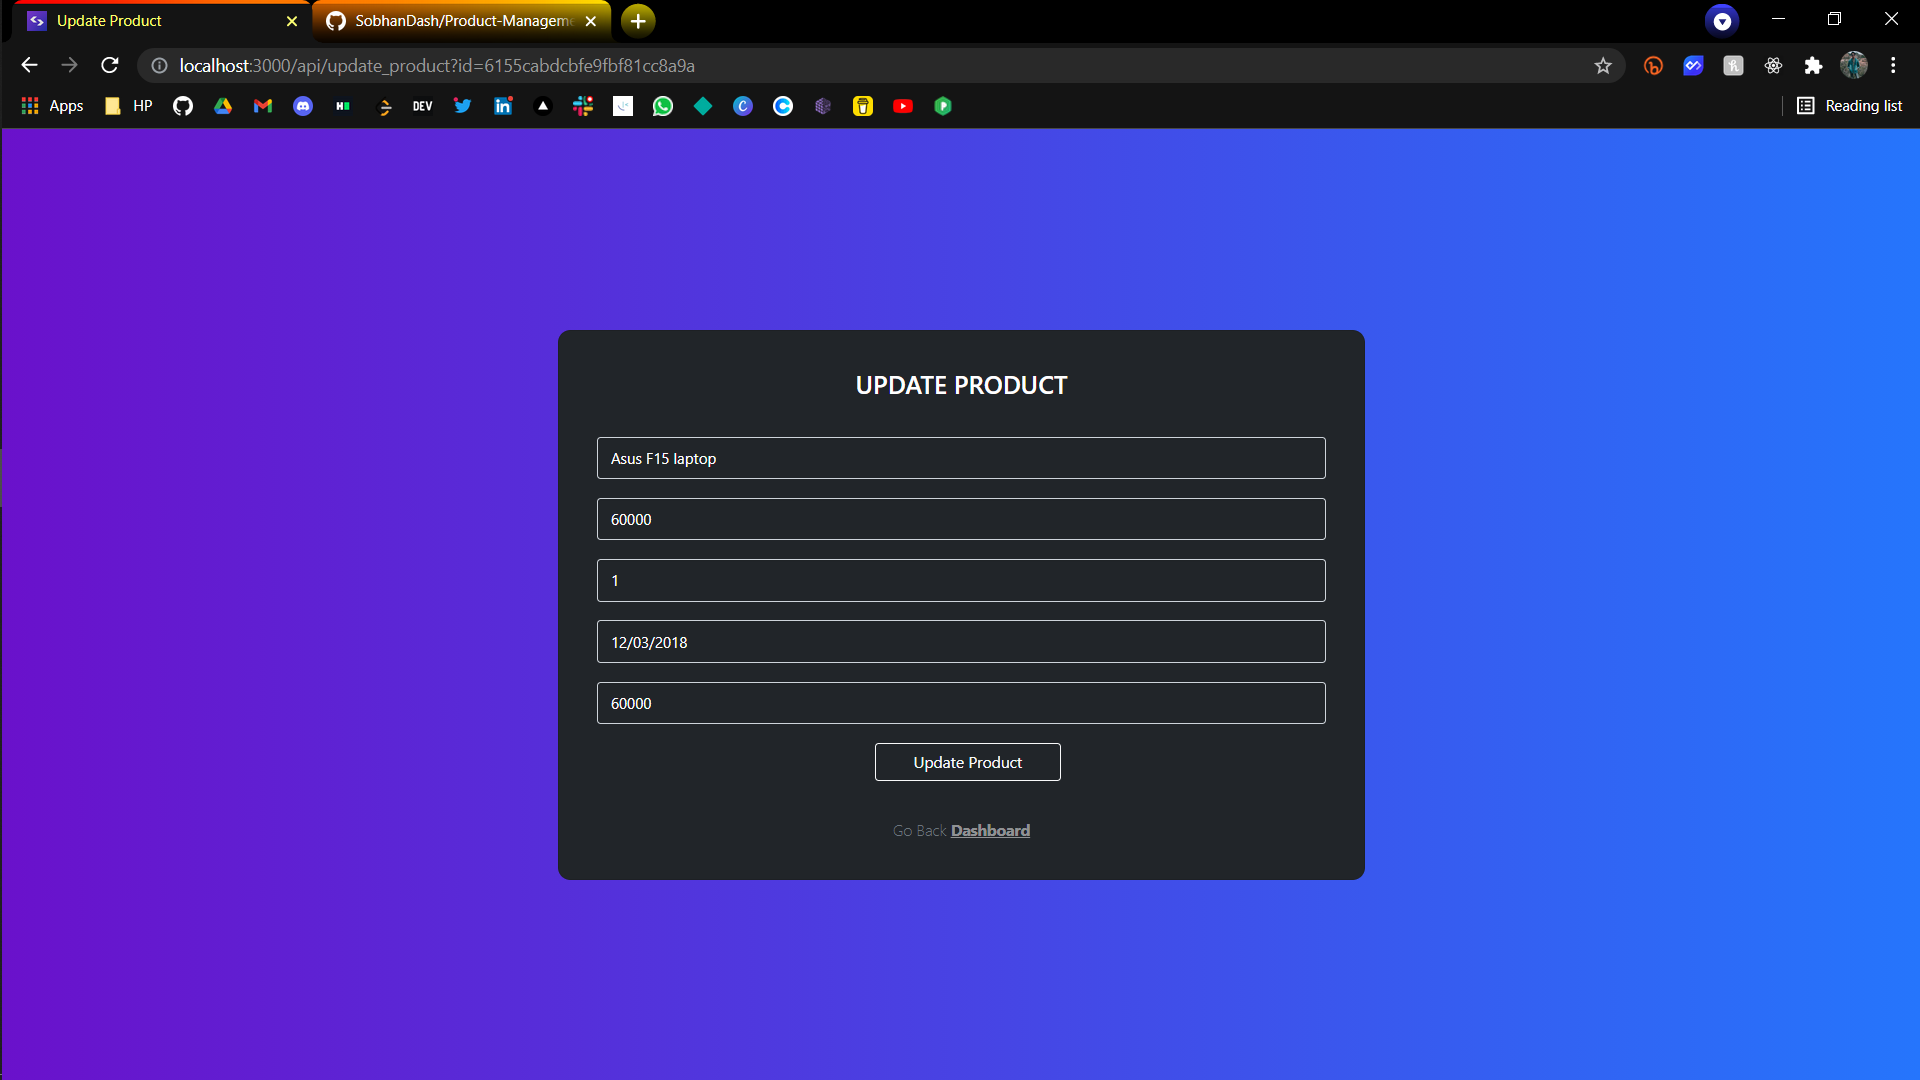 Update Product
SobhanDash/Product-Managem
localhost:3000/api/update_product?id=6155cabdcbfe9fbf81cc8a9a
Apps HP DEV Reading list
UPDATE PRODUCT
Asus F15 laptop
60000
1
12/03/2018
60000
Update Product
Go Back Dashboard